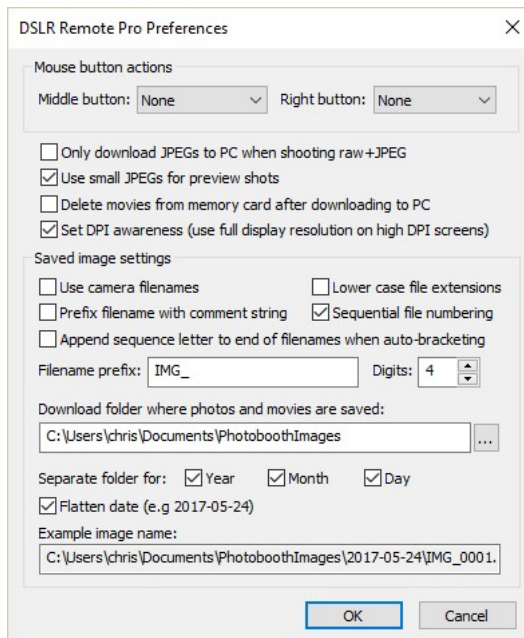 DSLR Remote Pro Preferences
Mouse button actions
Middle button: None Right button: None
Only download JPEGs to PC when shooting raw+JPEG
Use small JPEGs for preview shots
Delete movies from memory card after downloading to PC
Set DPI awareness (use full display resolution on high DPI screens)
Saved image settings
Use camera filenames Lower case file extensions
Prefix filename with comment string Sequential file numbering
Append sequence letter to end of filenames when auto-bracketing
Filename prefix: IMG_ Digits: 4
Download folder where photos and movies are saved:
C:\Users\chris\Documents\PhotoboothImages ...
Separate folder for: Year Month Day
Flatten date (e.g 2017-05-24)
Example image name:
C:\Users\chris\Documents\PhotoboothImages\2017-05-24\IMG_0001.
OK Cancel